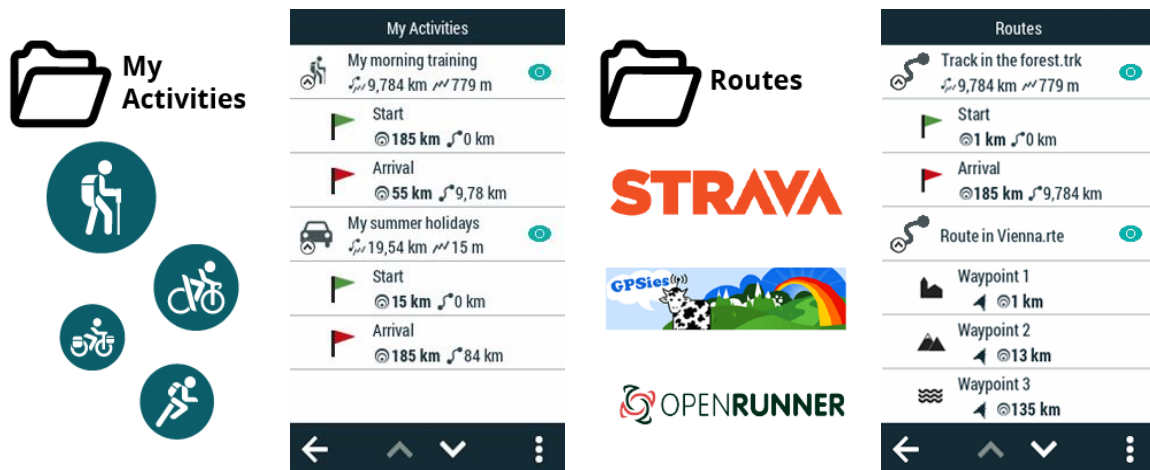 My
Activities
My Activities
My morning training
9,784 km 779 m
Start
185 km 0 km
Arrival
55 km 9,78 km
My summer holidays
19,54 km 15 m
Start
15 km 0 km
Arrival
185 km 84 km
Routes
STRAVA
GPSies
OPENRUNNER
Routes
Track in the forest.trk
9,784 km 779 m
Start
1 km 0 km
Arrival
185 km 9,784 km
Route in Vienna.rte
Waypoint 1
1 km
Waypoint 2
13 km
Waypoint 3
135 km